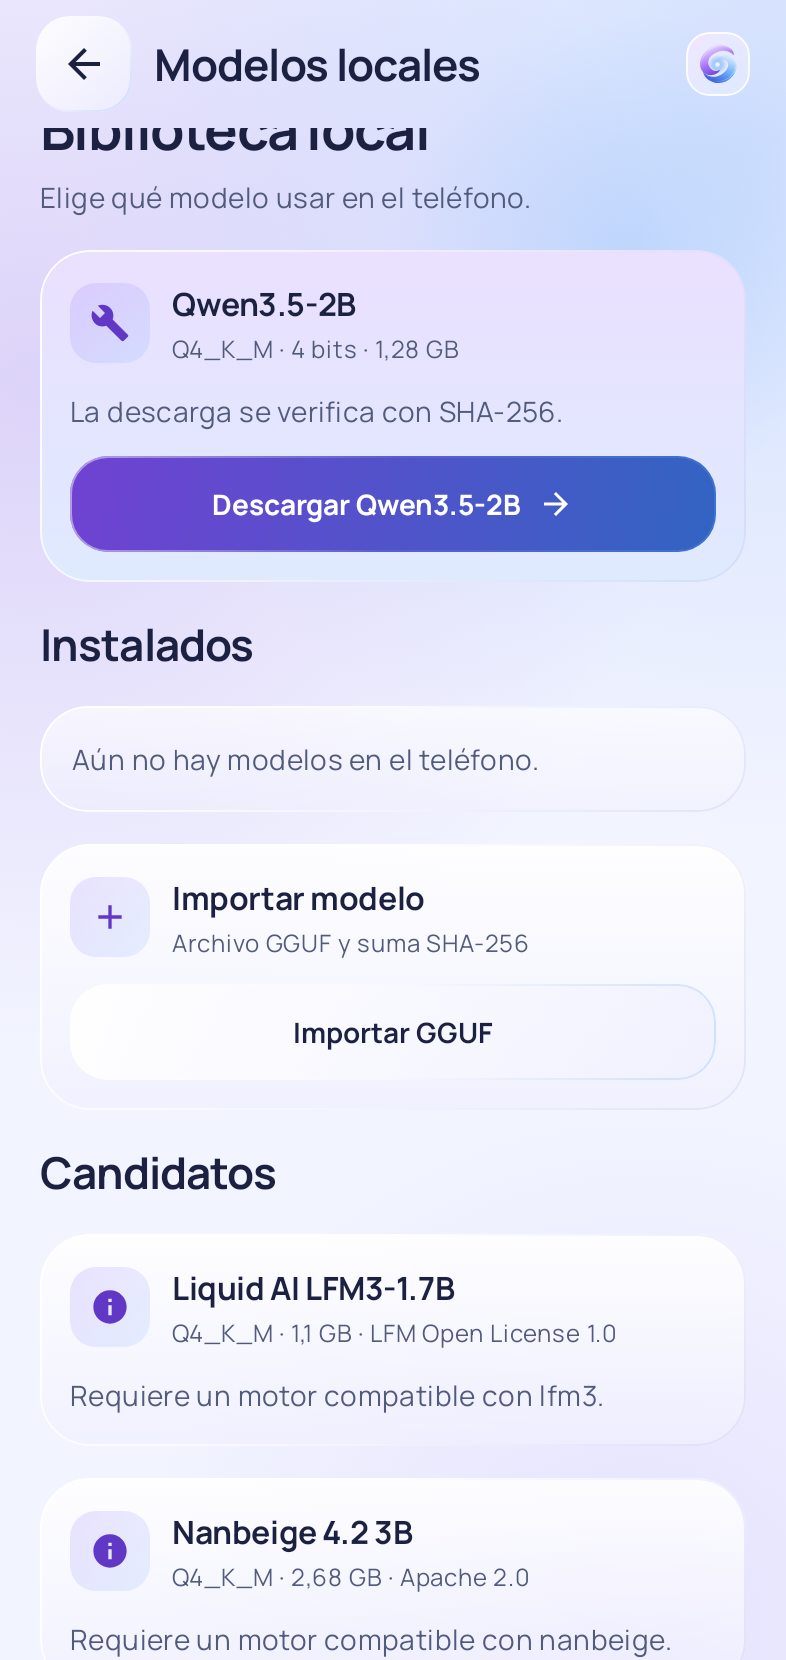 Modelos locales
Biblioteca local
Elige qué modelo usar en el teléfono.
Qwen3.5-2B
Q4_K_M · 4 bits · 1,28 GB
La descarga se verifica con SHA-256.
Descargar Qwen3.5-2B
Instalados
Aún no hay modelos en el teléfono.
Importar modelo
Archivo GGUF y suma SHA-256
Importar GGUF
Candidatos
Liquid AI LFM3-1.7B
Q4_K_M · 1,1 GB · LFM Open License 1.0
Requiere un motor compatible con lfm3.
Nanbeige 4.2 3B
Q4_K_M · 2,68 GB · Apache 2.0
Requiere un motor compatible con nanbeige.